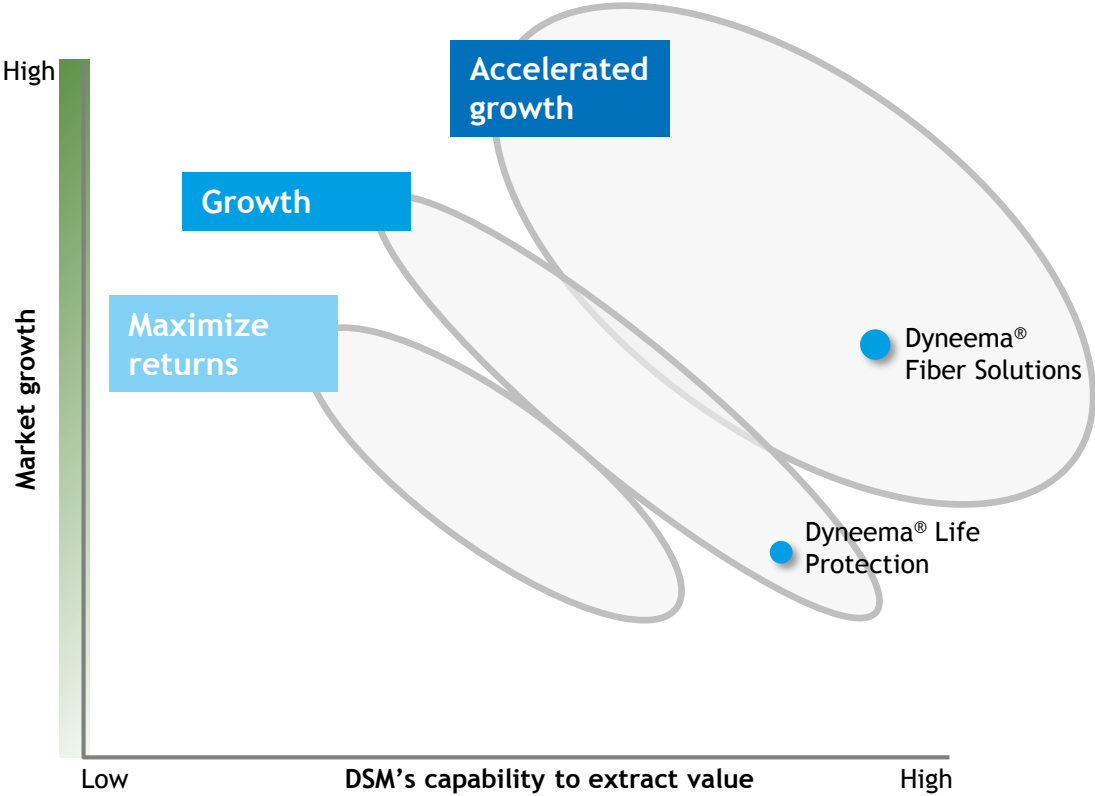 High
Accelerated
growth
Growth
Maximize
returns
Market growth
Dyneema®
Fiber Solutions
Dyneema® Life
Protection
Low
DSM's capability to extract value
High